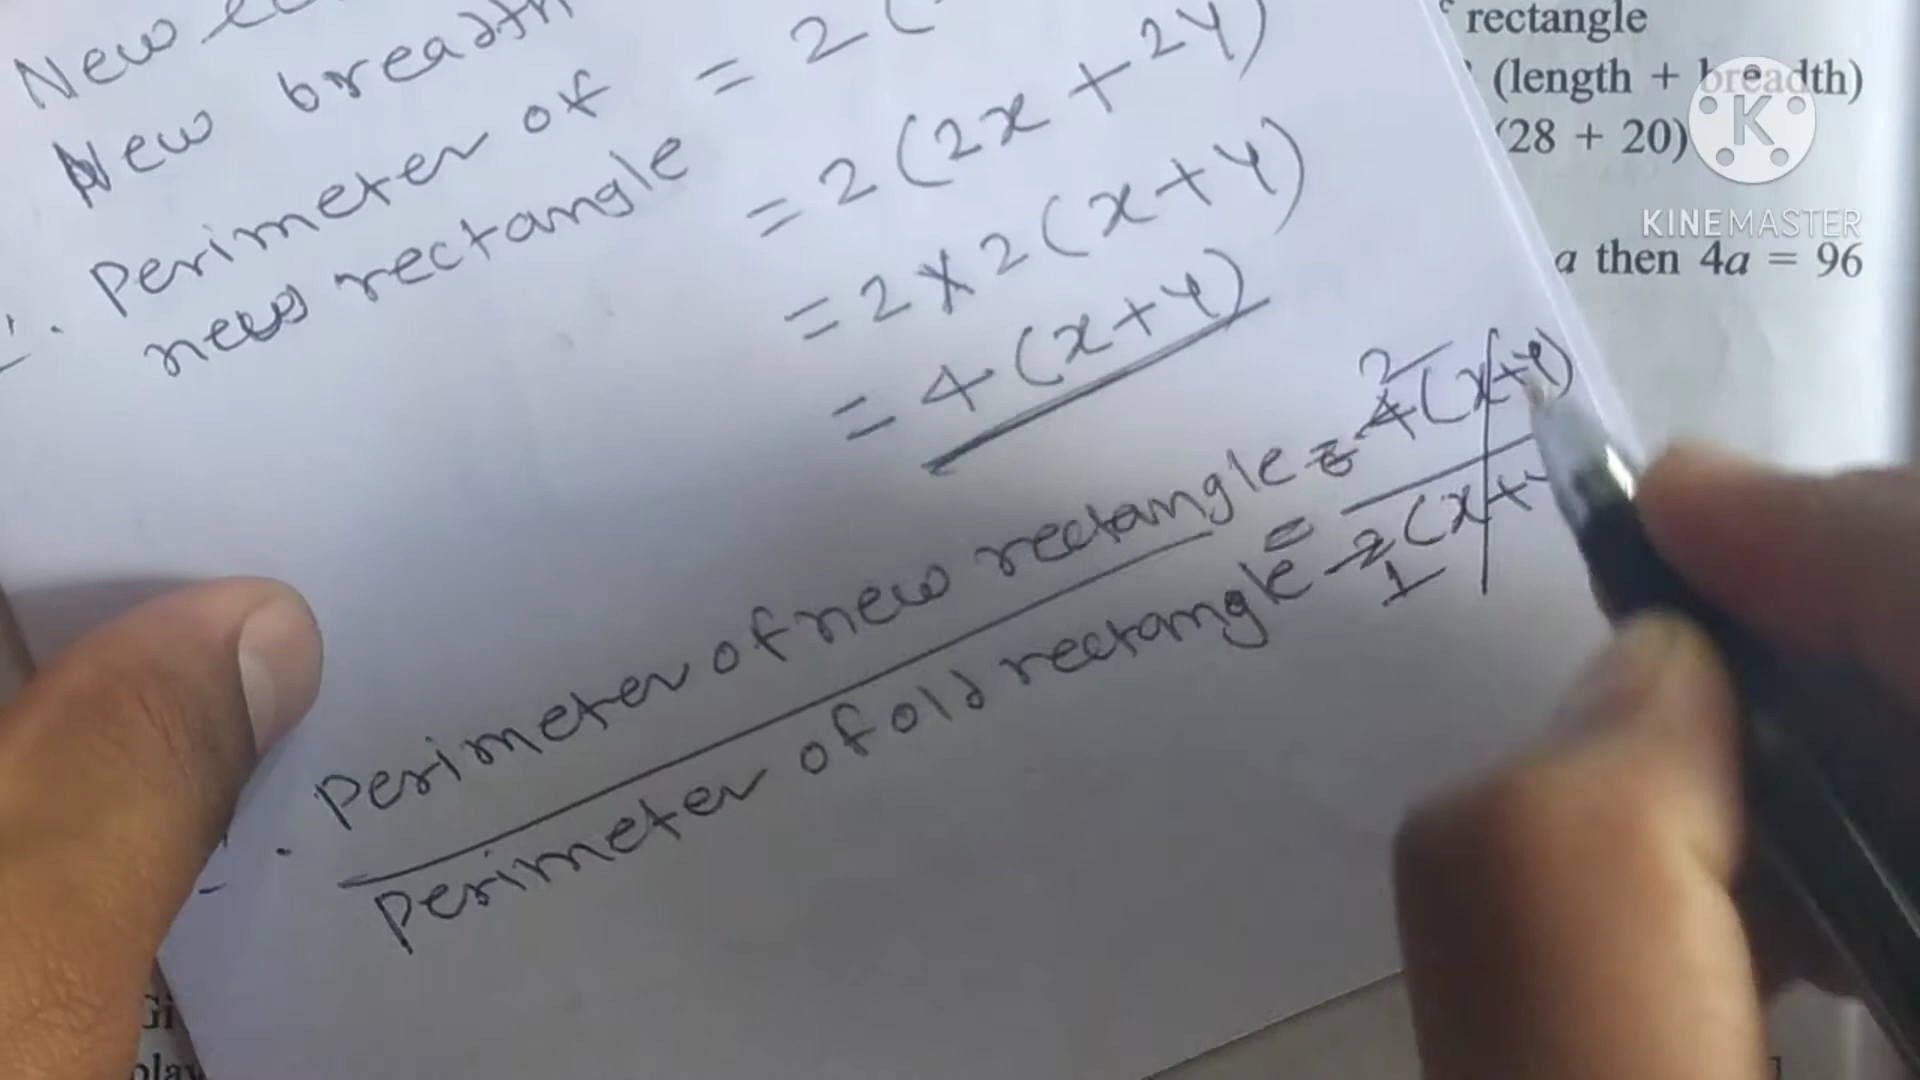 New
New breadth
Perimeter of = 2(
new rectangle
= 2(2x + 2y)
= 2 x 2 (x + y)
= 4 (x + y)
Perimeter of new rectangle = 2 4 (x+y)
Perimeter of old rectangle = 2 (x+y
1
rectangle
(length + breadth)
(28 + 20)
K
KINEMASTER
a then 4a = 96